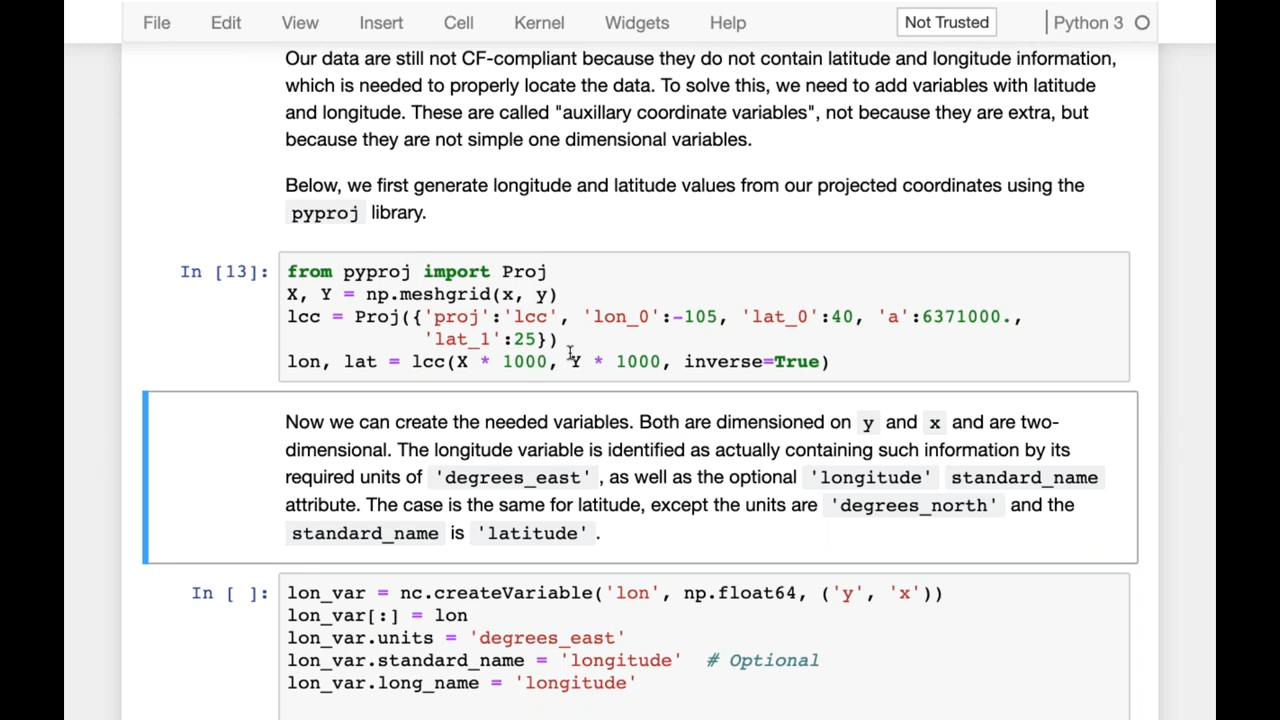 File Edit View Insert Cell Kernel Widgets Help Not Trusted Python 3
Our data are still not CF-compliant because they do not contain latitude and longitude information,
which is needed to properly locate the data. To solve this, we need to add variables with latitude
and longitude. These are called "auxillary coordinate variables", not because they are extra, but
because they are not simple one dimensional variables.
Below, we first generate longitude and latitude values from our projected coordinates using the
pyproj library.
In [13]: from pyproj import Proj
X, Y = np.meshgrid(x, y)
lcc = Proj({'proj':'lcc', 'lon_0':-105, 'lat_0':40, 'a':6371000.,
'lat_1':25})
lon, lat = lcc(X * 1000, Y * 1000, inverse=True)
Now we can create the needed variables. Both are dimensioned on y and x and are two-
dimensional. The longitude variable is identified as actually containing such information by its
required units of 'degrees_east' , as well as the optional 'longitude' standard_name
attribute. The case is the same for latitude, except the units are 'degrees_north' and the
standard_name is 'latitude' .
In [ ]: lon_var = nc.createVariable('lon', np.float64, ('y', 'x'))
lon_var[:] = lon
lon_var.units = 'degrees_east'
lon_var.standard_name = 'longitude' # Optional
lon_var.long_name = 'longitude'